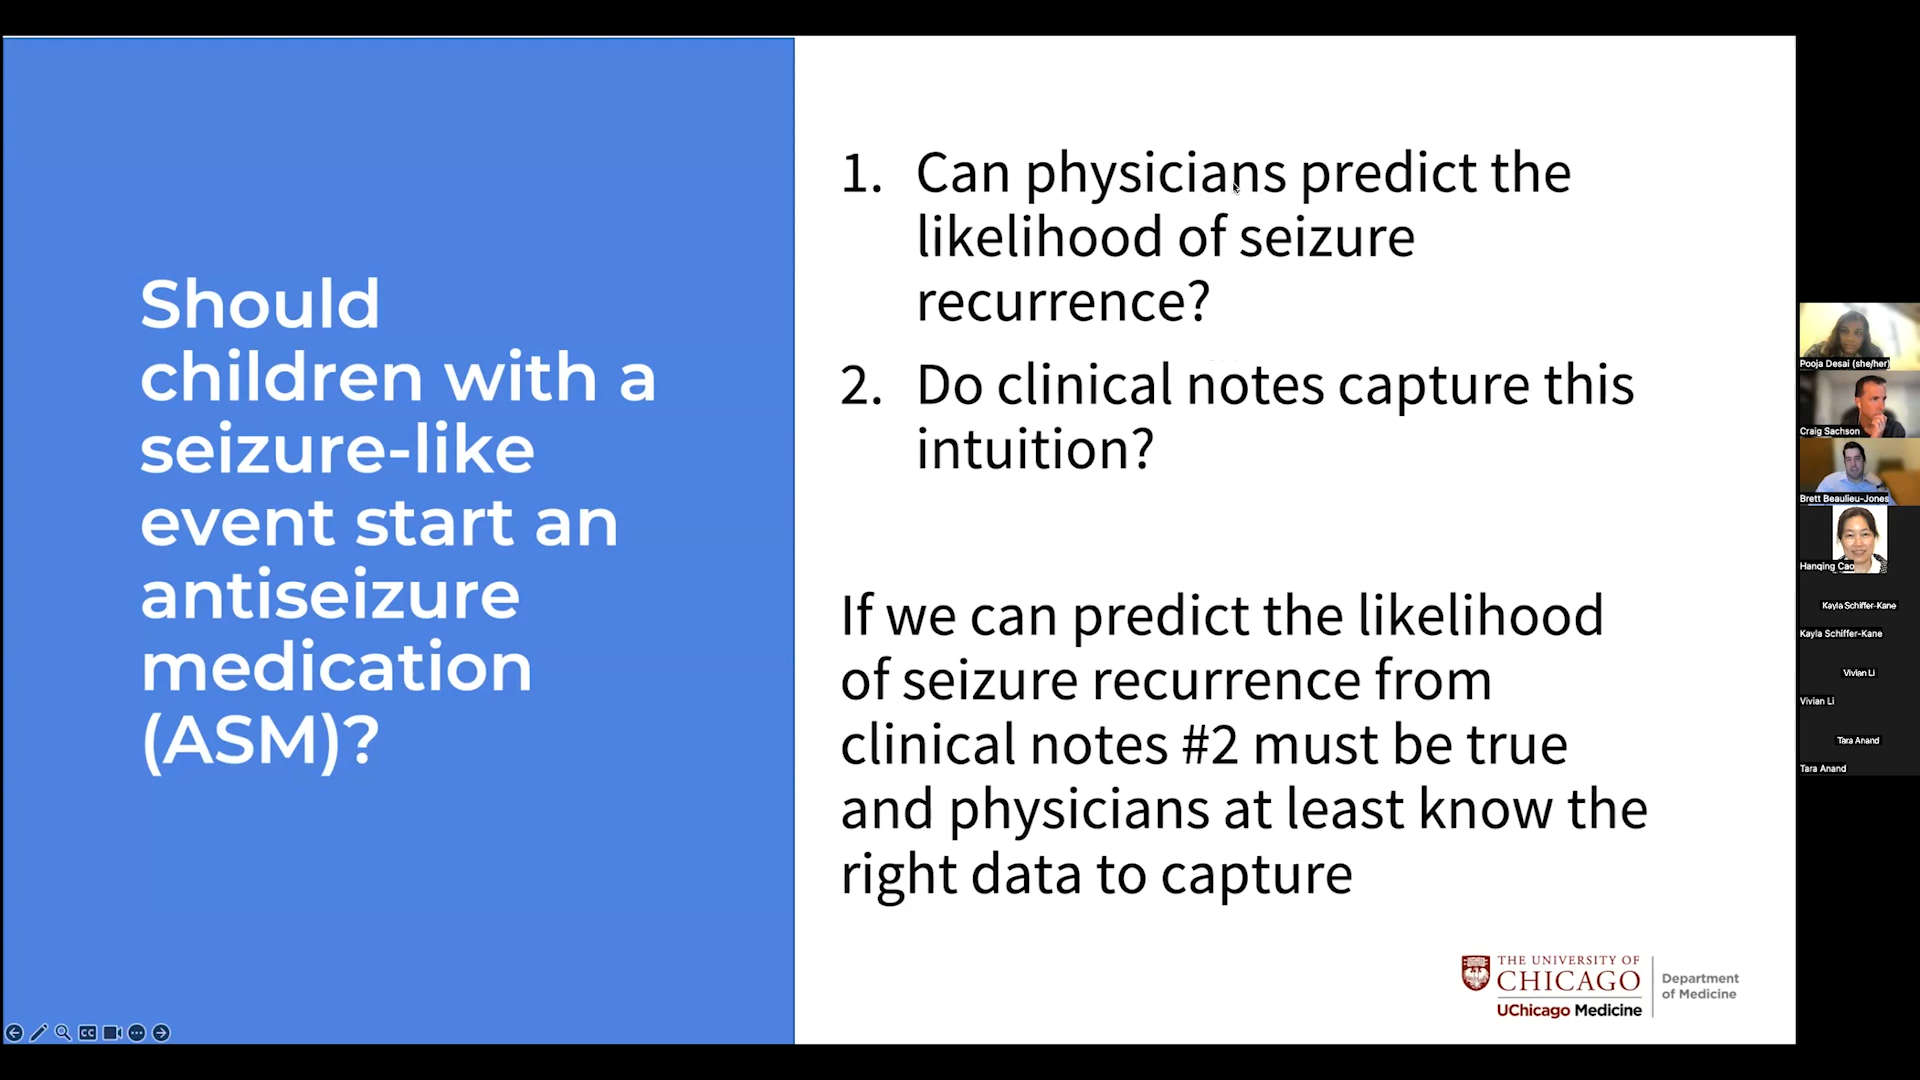 Should
children with a
seizure-like
event start an
antiseizure
medication
(ASM)?
1. Can physicians predict the
likelihood of seizure
recurrence?
2. Do clinical notes capture this
intuition?
If we can predict the likelihood
of seizure recurrence from
clinical notes #2 must be true
and physicians at least know the
right data to capture
THE UNIVERSITY OF
CHICAGO
UChicago Medicine
Department
of Medicine
CC
Pooja Desai (she/her)
Craig Sachson
Brett Beaulieu-Jones
Hanqing Cao
Kayla Schiffer-Kane
Kayla Schiffer-Kane
Vivian Li
Vivian Li
Tara Anand
Tara Anand